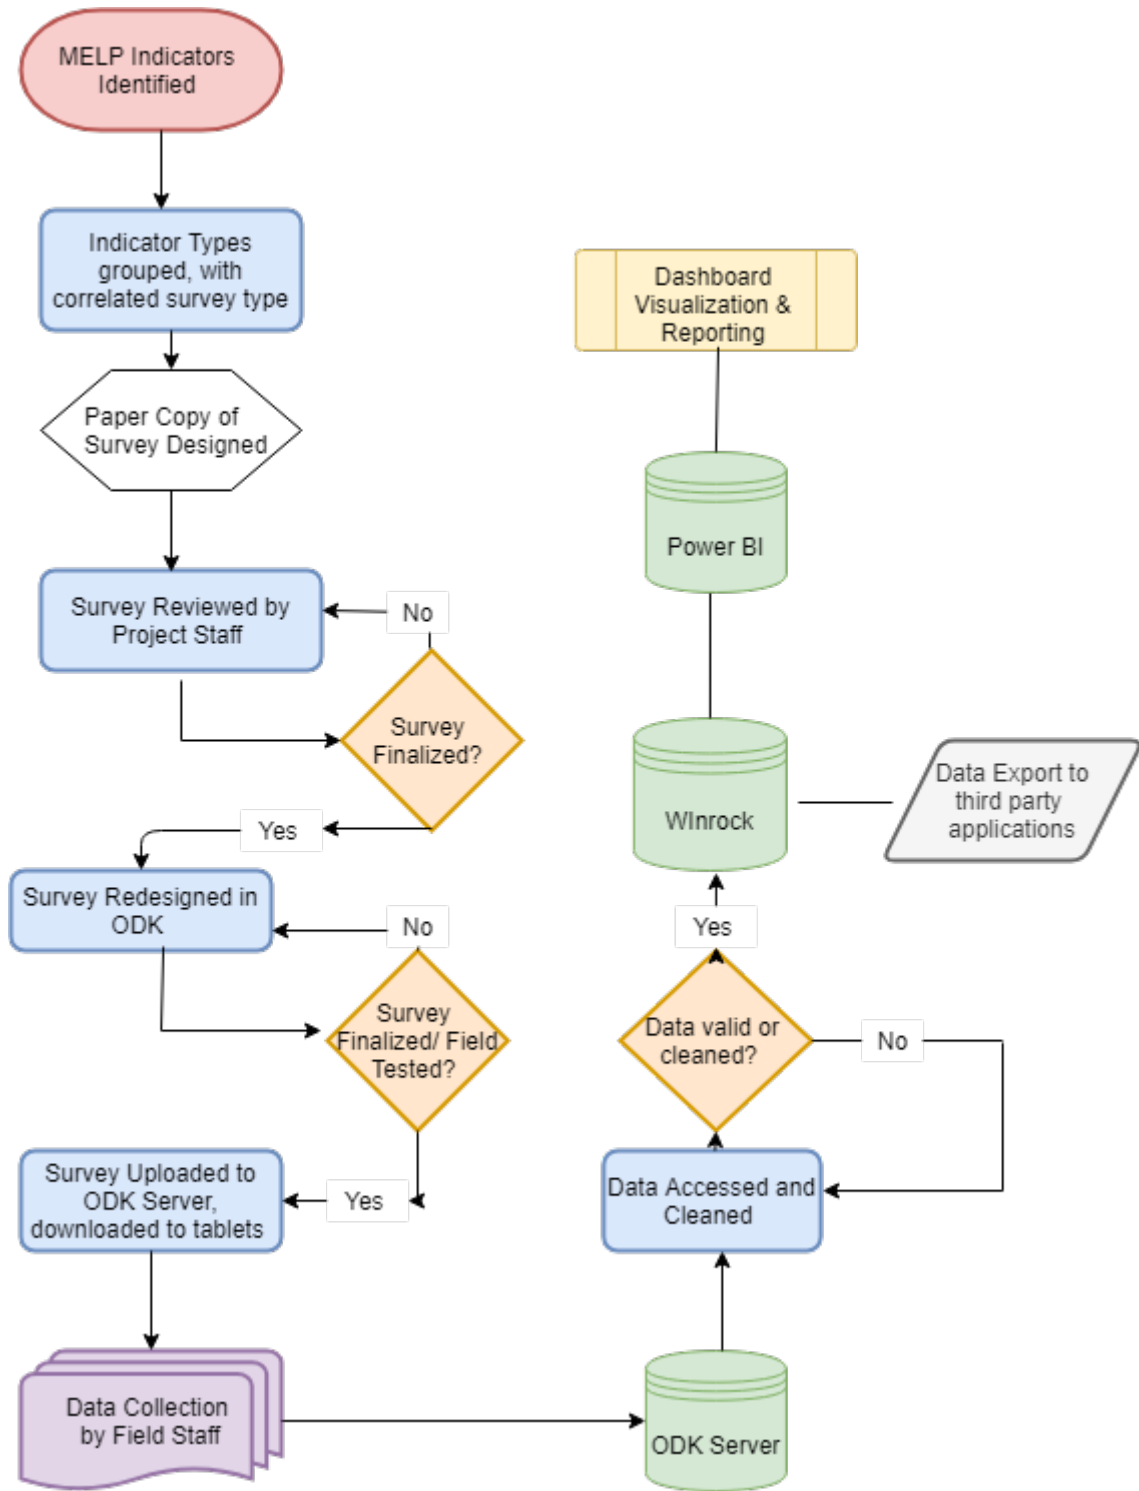 MELP Indicators
Identified
Indicator Types
grouped, with
correlated survey type
Paper Copy of
Survey Designed
Survey Reviewed by
Project Staff
No
Survey
Finalized?
Yes
Survey Redesigned in
ODK
No
Survey
Finalized/ Field
Tested?
Survey Uploaded to
ODK Server,
downloaded to tablets
Yes
Data Collection
by Field Staff
Dashboard
Visualization &
Reporting
Power BI
WInrock
Data Export to
third party
applications
Yes
Data valid or
cleaned?
No
Data Accessed and
Cleaned
ODK Server